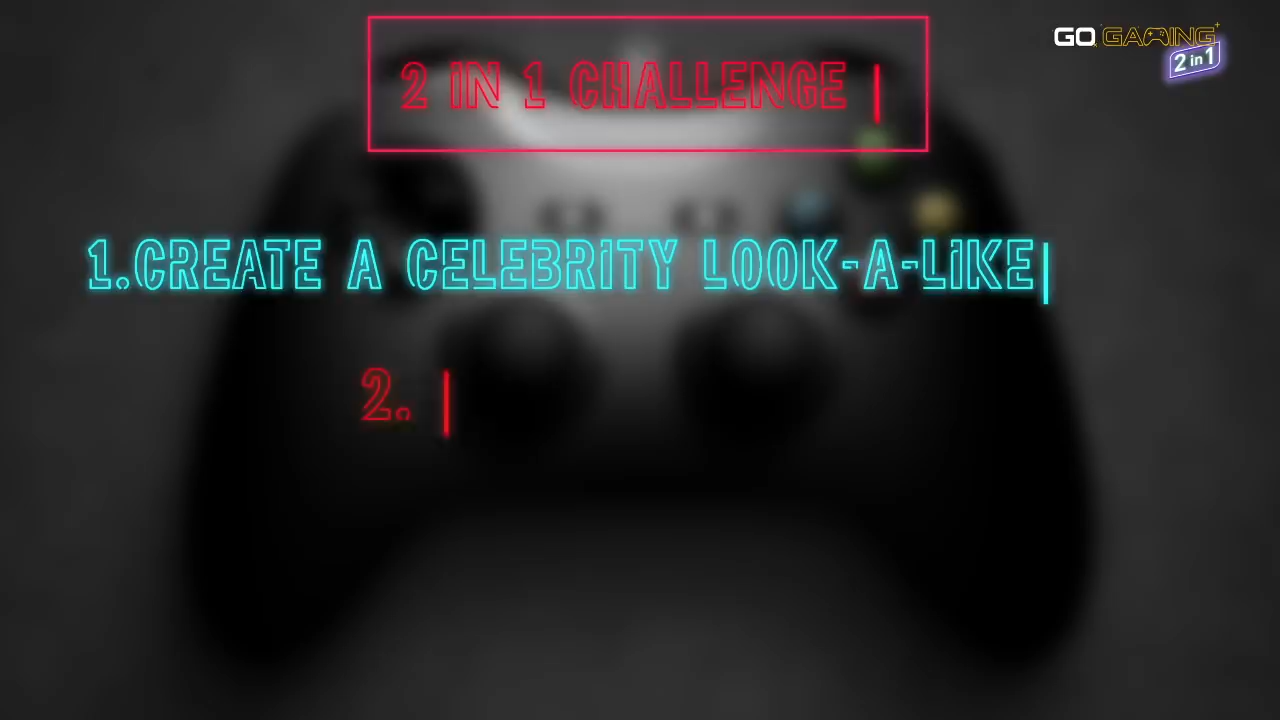 GO GAMING
2 in 1
2 IN 1 CHALLENGE |
1.CREATE A CELEBRITY LOOK-A-LIKE|
2. |